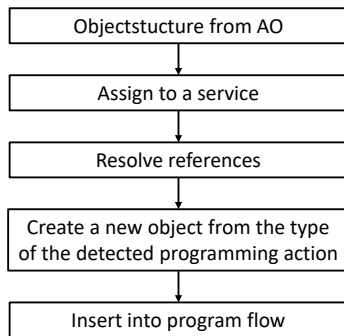 Objectstucture from AO
Assign to a service
Resolve references
Create a new object from the type
of the detected programming action
Insert into program flow